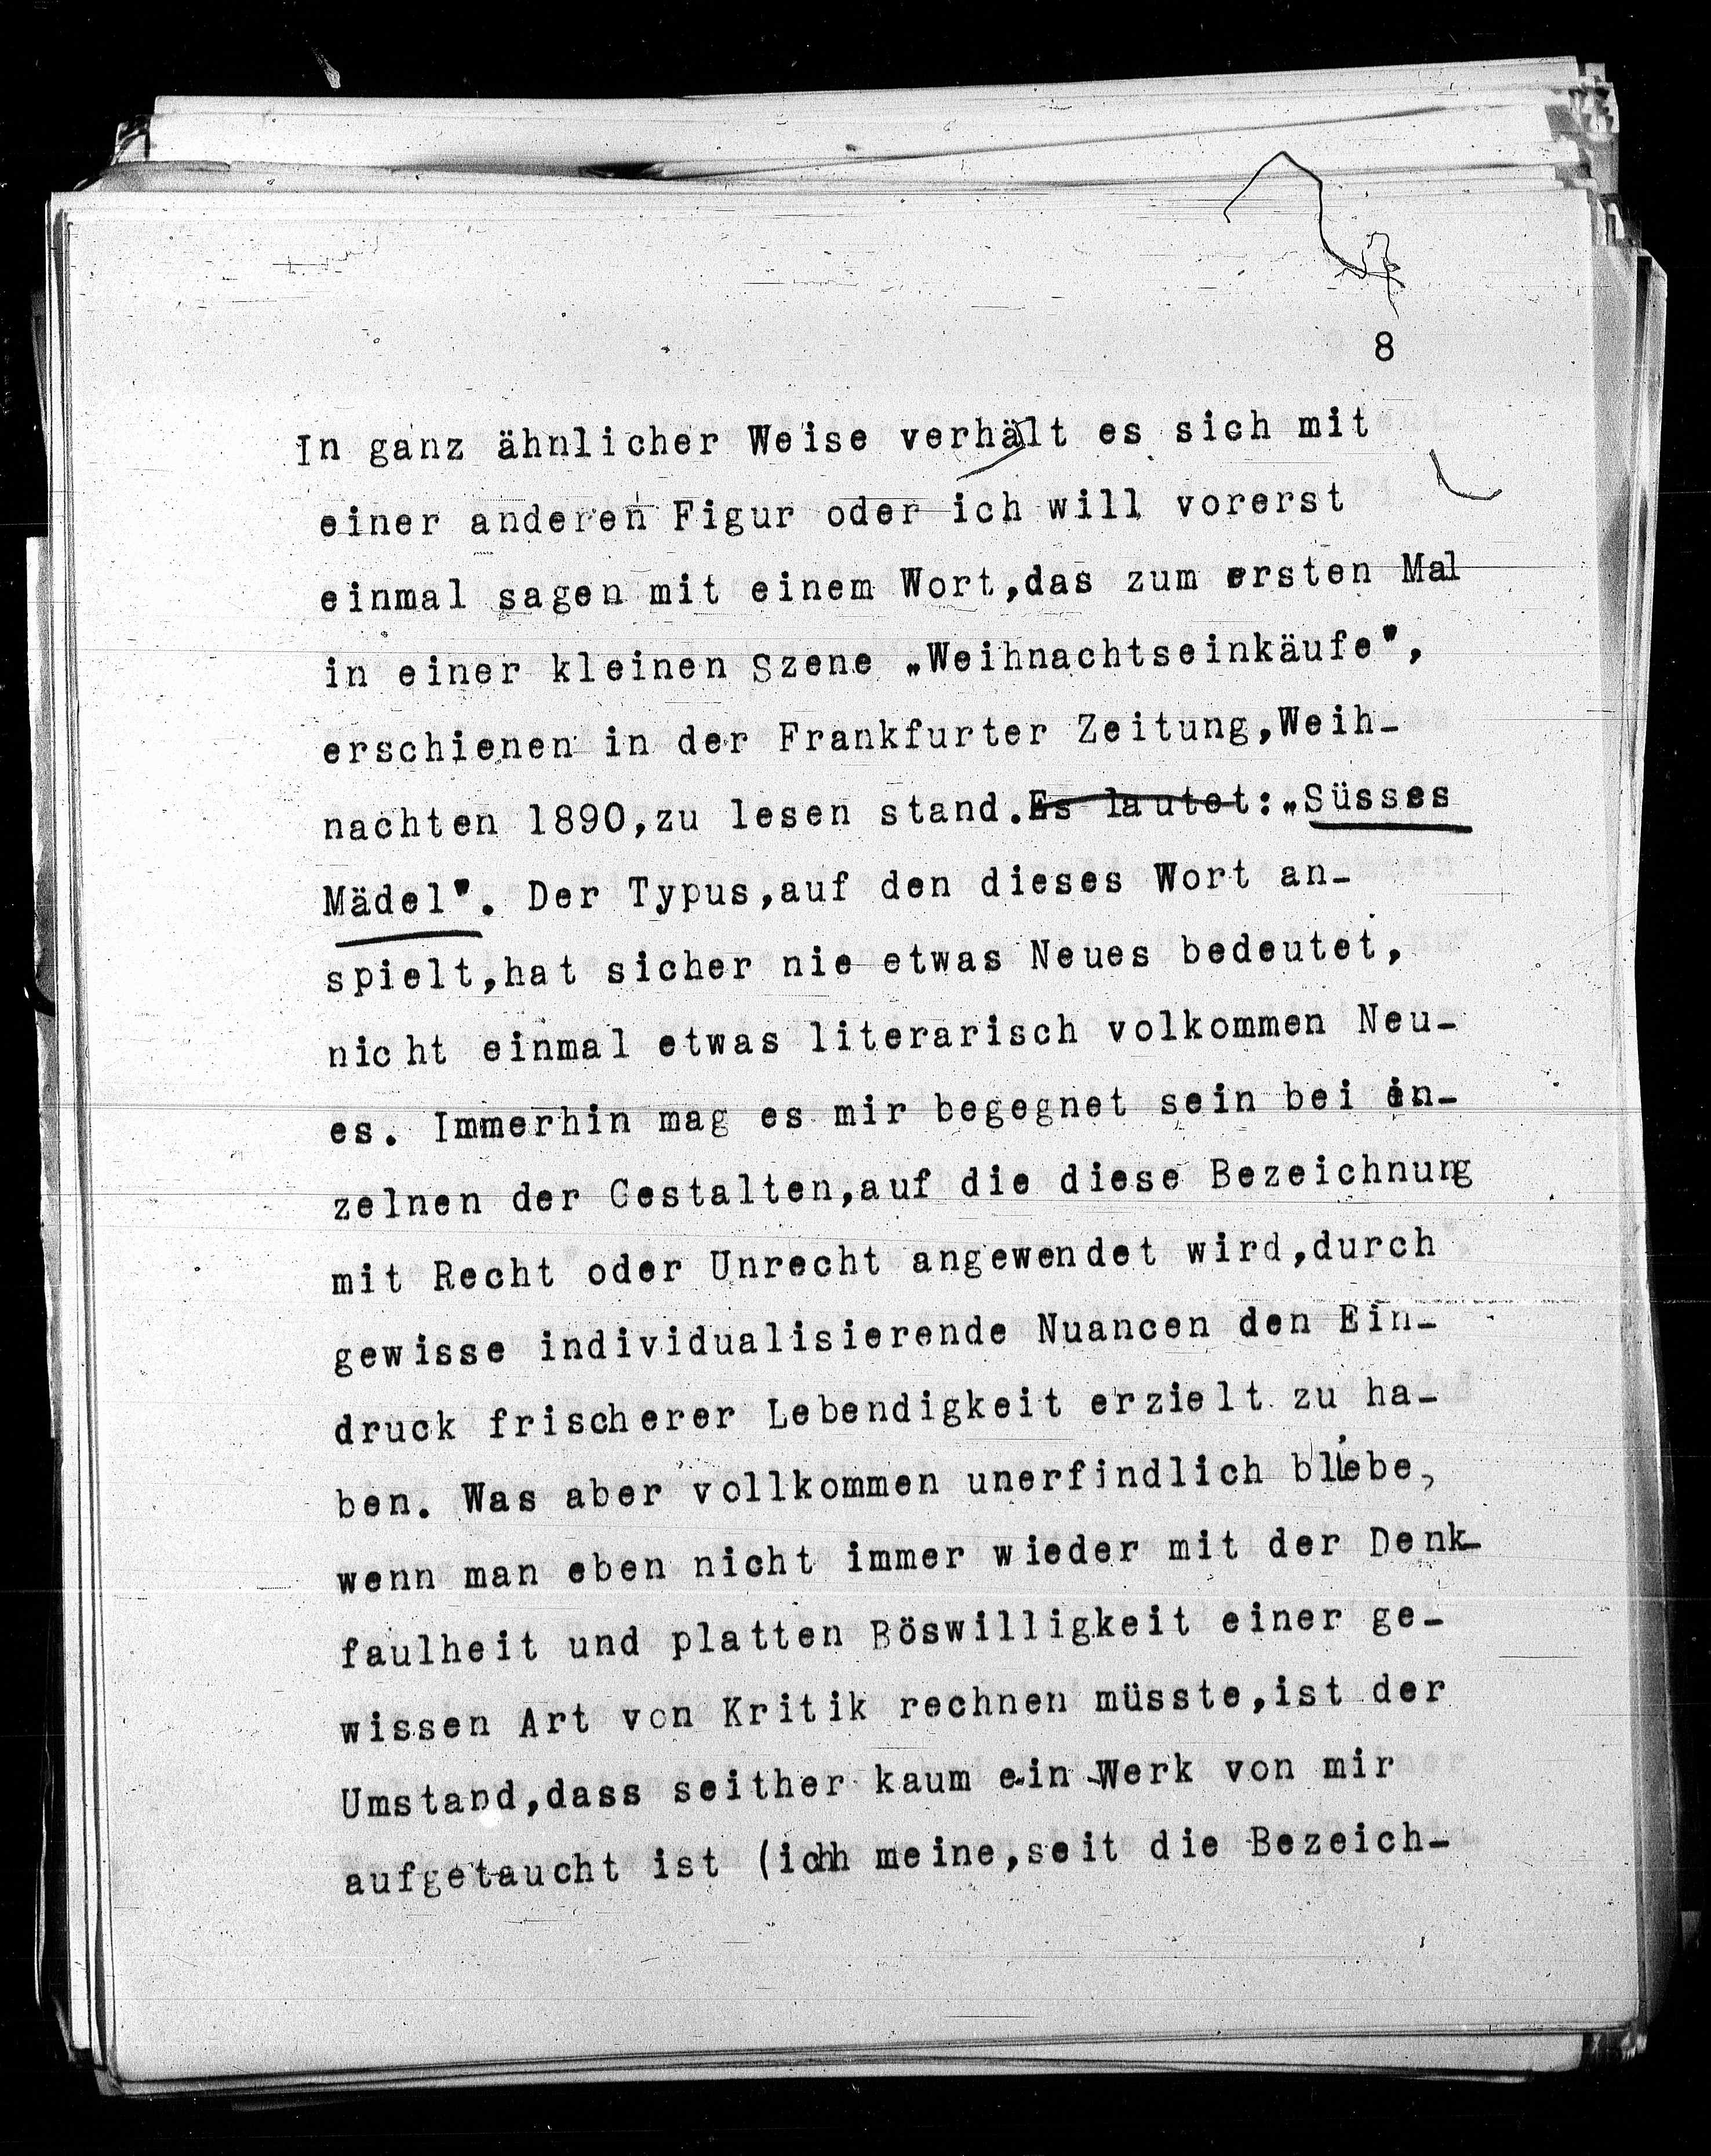 8
In ganz ähnlicher Weise verhält es sich mit
einer anderen Figur oder ich will vorerst
einmal sagen mit einem Wort,das zum ersten Mal
in einer kleinen Szene „Weihnachtseinkäufe",
erschienen in der Frankfurter Zeitung,Weih-
nachten 1890,zu lesen stand.Es lautet:„Süsses
Mädel". Der Typus,auf den dieses Wort an-
spielt,hat sicher nie etwas Neues bedeutet,
nicht einmal etwas literarisch volkommen Neu-
es. Immerhin mag es mir begegnet sein bei ein-
zelnen der Gestalten,auf die diese Bezeichnung
mit Recht oder Unrecht angewendet wird,durch
gewisse individualisierende Nuancen den Ein-
druck frischerer Lebendigkeit erzielt zu ha-
ben. Was aber vollkommen unerfindlich bliebe,
wenn man eben nicht immer wieder mit der Denk-
faulheit und platten Böswilligkeit einer ge-
wissen Art von Kritik rechnen müsste,ist der
Umstand,dass seither kaum ein Werk von mir
aufgetaucht ist (ichh meine,seit die Bezeich-